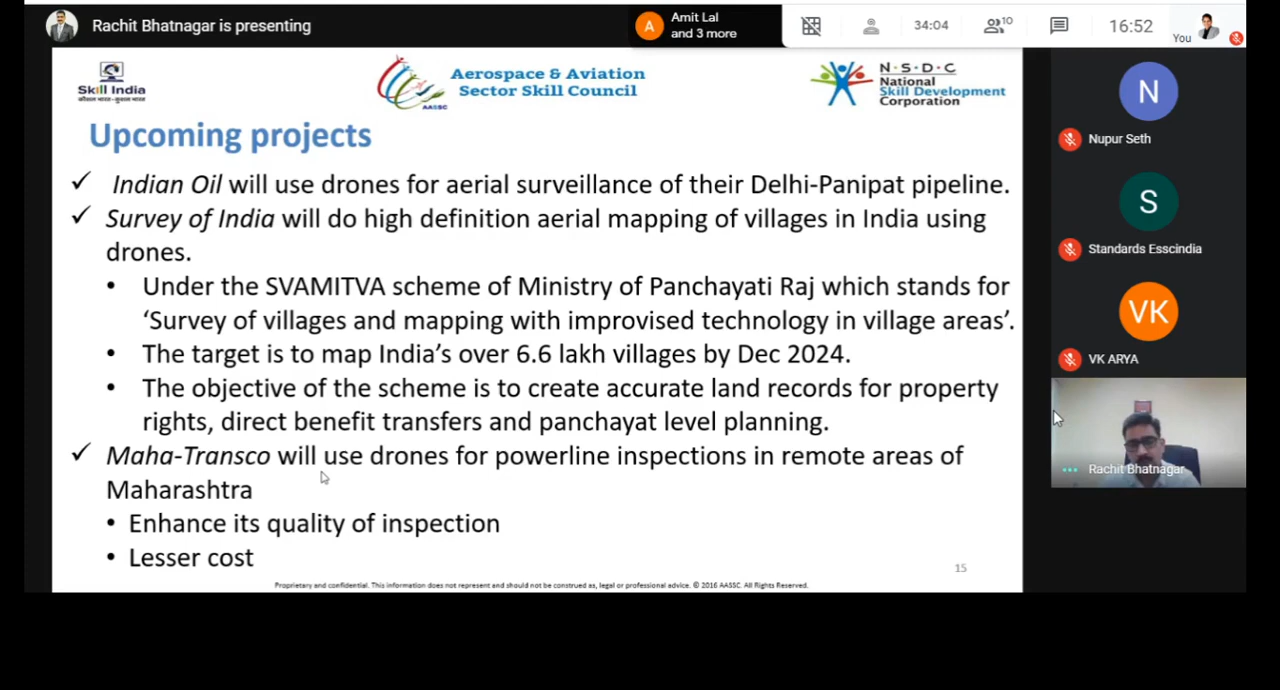 Rachit Bhatnagar is presenting
A
Amit Lal
and 3 more
34:04
10
16:52
You
Skill India
कौशल भारत-कुशल भारत
AASSC
Aerospace & Aviation
Sector Skill Council
N·S·D·C
National
Skill Development
Corporation
Upcoming projects
✓ Indian Oil will use drones for aerial surveillance of their Delhi-Panipat pipeline.
✓ Survey of India will do high definition aerial mapping of villages in India using
drones.
• Under the SVAMITVA scheme of Ministry of Panchayati Raj which stands for
‘Survey of villages and mapping with improvised technology in village areas’.
• The target is to map India’s over 6.6 lakh villages by Dec 2024.
• The objective of the scheme is to create accurate land records for property
rights, direct benefit transfers and panchayat level planning.
✓ Maha-Transco will use drones for powerline inspections in remote areas of
Maharashtra
• Enhance its quality of inspection
• Lesser cost
15
Proprietary and confidential. This information does not represent and should not be construed as, legal or professional advice. © 2016 AASSC. All Rights Reserved.
N
Nupur Seth
S
Standards Esscindia
VK
VK ARYA
Rachit Bhatnagar